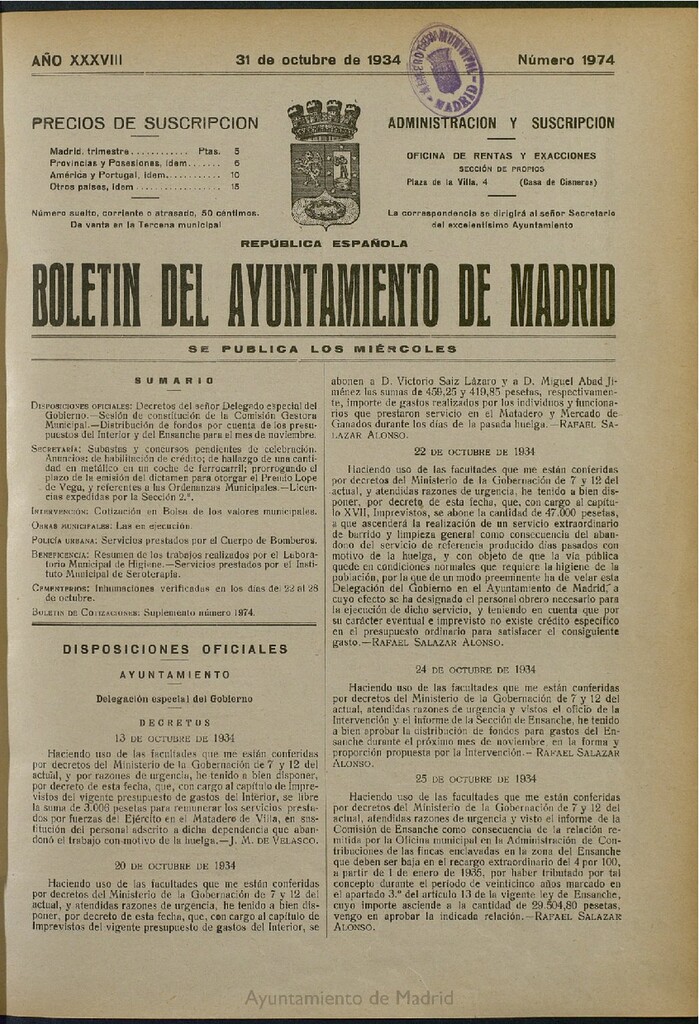 AÑO XXXVIII
31 de octubre de 1934
Número 1974
MADRID
PRECIOS DE SUSCRIPCION
Madrid, trimestre............ Ptas. 5
Provincias y Posesiones, idem....... 6
América y Portugal, idem........... 10
Otros países, idem................. 15
Número suelto, corriente o atrasado, 50 céntimos.
De venta en la Tercena municipal
ADMINISTRACION Y SUSCRIPCION
OFICINA DE RENTAS Y EXACCIONES
SECCIÓN DE PROPIOS
Plaza de la Villa, 4 (Casa de Cisneros)
La correspondencia se dirigirá al señor Secretario
del excelentísimo Ayuntamiento
REPÚBLICA ESPAÑOLA
BOLETIN DEL AYUNTAMIENTO DE MADRID
SE PUBLICA LOS MIÉRCOLES
SUMARIO
DISPOSICIONES OFICIALES: Decretos del señor Delegado especial del
Gobierno.—Sesión de constitución de la Comisión Gestora
Municipal.—Distribución de fondos por cuenta de los presu-
puestos del Interior y del Ensanche para el mes de noviembre.
SECRETARÍA: Subastas y concursos pendientes de celebración.
Anuncios: de habilitación de crédito; de hallazgo de una canti-
dad en metálico en un coche de ferrocarril; prorrogando el
plazo de la emisión del dictamen para otorgar el Premio Lope
de Vega, y referentes a las Ordenanzas Municipales.—Licen-
cias expedidas por la Sección 2.ª.
INTERVENCIÓN: Cotización en Bolsa de los valores municipales.
OBRAS MUNICIPALES: Las en ejecución.
POLICÍA URBANA: Servicios prestados por el Cuerpo de Bomberos.
BENEFICENCIA: Resumen de los trabajos realizados por el Labora-
torio Municipal de Higiene.—Servicios prestados por el Insti-
tuto Municipal de Seroterapia.
CEMENTERIOS: Inhumaciones verificadas en los días del 22 al 28
de octubre.
BOLETIN DE COTIZACIONES: Suplemento número 1974.
DISPOSICIONES OFICIALES
AYUNTAMIENTO
Delegación especial del Gobierno
DECRETOS
13 DE OCTUBRE DE 1934
Haciendo uso de las facultades que me están conferidas
por decretos del Ministerio de la Gobernación de 7 y 12 del
actual, y por razones de urgencia, he tenido a bien disponer,
por decreto de esta fecha, que, con cargo al capítulo de Impre-
vistos del vigente presupuesto de gastos del Interior, se libre
la suma de 3.006 pesetas para remunerar los servicios presta-
dos por fuerzas del Ejército en el Matadero de Villa, en sus-
titución del personal adscrito a dicha dependencia que aban-
donó el trabajo con motivo de la huelga.—J. M. DE VELASCO.
20 DE OCTUBRE DE 1934
Haciendo uso de las facultades que me están conferidas
por decretos del Ministerio de la Gobernación de 7 y 12 del
actual, y atendidas razones de urgencia, he tenido a bien dis-
poner, por decreto de esta fecha, que, con cargo al capítulo de
Imprevistos del vigente presupuesto de gastos del Interior, se
abonen a D. Victorio Saiz Lázaro y a D. Miguel Abad Ji-
ménez las sumas de 459,25 y 419,85 pesetas, respectivamen-
te, importe de gastos realizados por los individuos y funciona-
rios que prestaron servicio en el Matadero y Mercado de
Ganados durante los días de la pasada huelga.—RAFAEL SA-
LAZAR ALONSO.
22 DE OCTUBRE DE 1934
Haciendo uso de las facultades que me están conferidas
por decretos del Ministerio de la Gobernación de 7 y 12 del
actual, y atendidas razones de urgencia, he tenido a bien dis-
poner, por decreto de esta fecha, que, con cargo al capítu-
lo XVII, Imprevistos, se abone la cantidad de 47.000 pesetas,
a que ascenderá la realización de un servicio extraordinario
de barrido y limpieza general como consecuencia del aban-
dono del servicio de referencia producido días pasados con
motivo de la huelga, y con objeto de que la vía pública
quede en condiciones normales que requiere la higiene de la
población, por la que de un modo preeminente ha de velar esta
Delegación del Gobierno en el Ayuntamiento de Madrid, a
cuyo efecto se ha designado el personal obrero necesario para
la ejecución de dicho servicio, y teniendo en cuenta que por
su carácter eventual e imprevisto no existe crédito específico
en el presupuesto ordinario para satisfacer el consiguiente
gasto.—RAFAEL SALAZAR ALONSO.
24 DE OCTUBRE DE 1934
Haciendo uso de las facultades que me están conferidas
por decretos del Ministerio de la Gobernación de 7 y 12 del
actual, atendidas razones de urgencia y vistos el oficio de la
Intervención y el informe de la Sección de Ensanche, he tenido
a bien aprobar la distribución de fondos para gastos del En-
sanche durante el próximo mes de noviembre, en la forma y
proporción propuesta por la Intervención.—RAFAEL SALAZAR
ALONSO.
25 DE OCTUBRE DE 1934
Haciendo uso de las facultades que me están conferidas
por decretos del Ministerio de la Gobernación de 7 y 12 del
actual, atendidas razones de urgencia y visto el informe de la
Comisión de Ensanche como consecuencia de la relación re-
mitida por la Oficina municipal en la Administración de Con-
tribuciones de las fincas enclavadas en la zona del Ensanche
que deben ser baja en el recargo extraordinario del 4 por 100,
a partir de 1 de enero de 1935, por haber tributado por tal
concepto durante el período de veinticinco años marcado en
el apartado 3.º del artículo 13 de la vigente ley de Ensanche,
cuyo importe asciende a la cantidad de 29.504,80 pesetas,
vengo en aprobar la indicada relación.—RAFAEL SALAZAR
ALONSO.
Ayuntamiento de Madrid